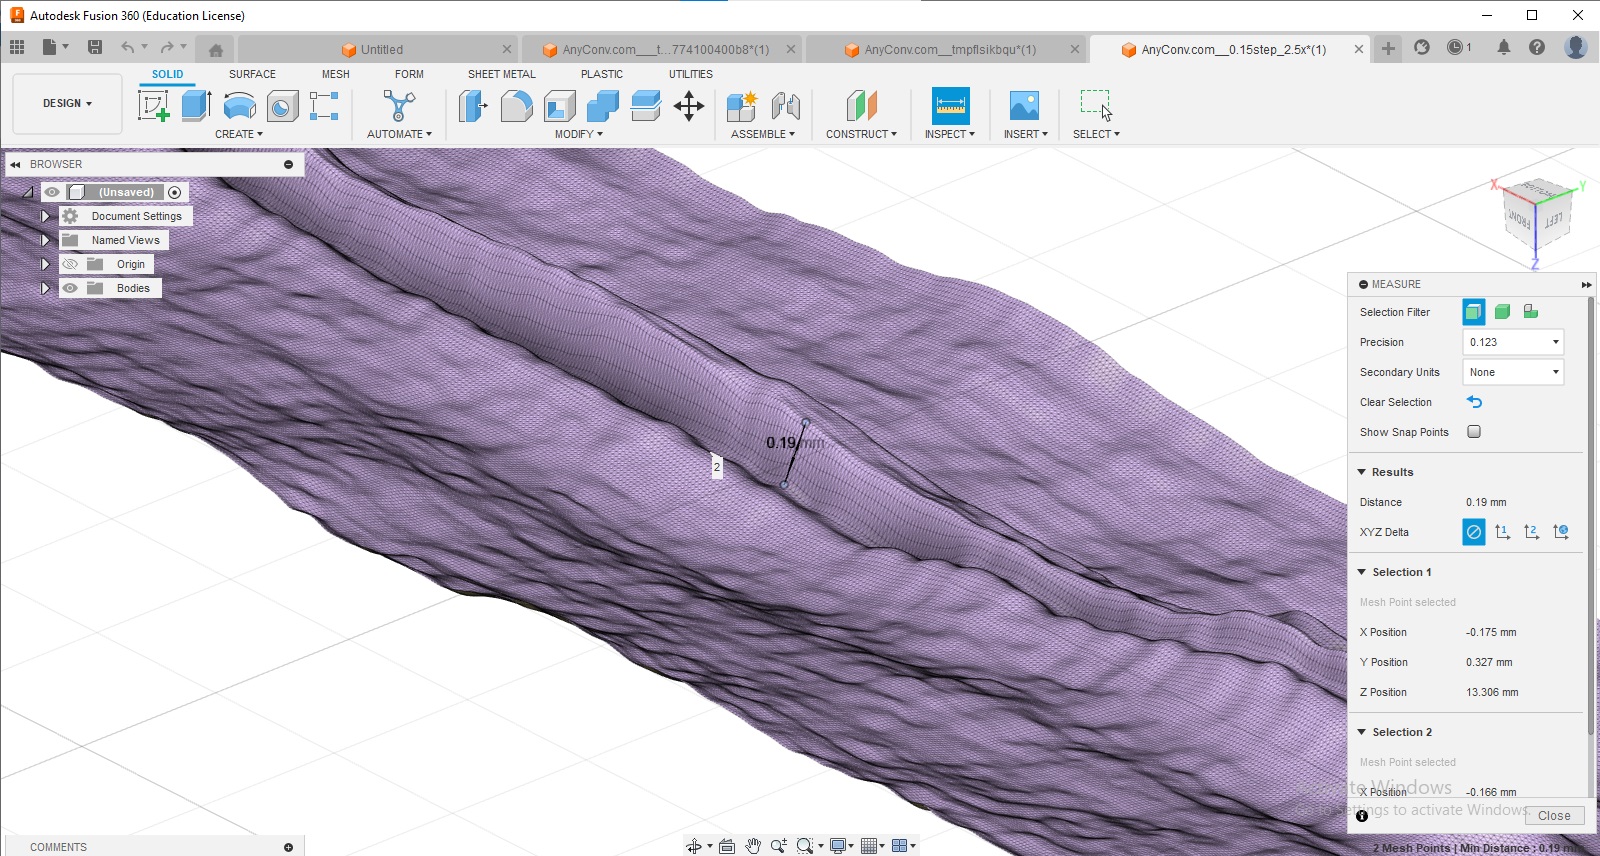 Autodesk Fusion 360 (Education License)
Untitled
AnyConv.com__t...774100400b8*(1)
AnyConv.com__tmpflsikbqu*(1)
AnyConv.com__0.15step_2.5x*(1)
1
SOLID SURFACE MESH FORM SHEET METAL PLASTIC UTILITIES
DESIGN
CREATE AUTOMATE MODIFY ASSEMBLE CONSTRUCT INSPECT INSERT SELECT
BROWSER
(Unsaved)
Document Settings
Named Views
Origin
Bodies
X
Y
BOTTOM
FRONT
LEFT
Z
0.19 mm
2
MEASURE
Selection Filter
Precision 0.123
Secondary Units None
Clear Selection
Show Snap Points
Results
Distance 0.19 mm
XYZ Delta 1 2
Selection 1
Mesh Point selected
X Position -0.175 mm
Y Position 0.327 mm
Z Position 13.306 mm
Selection 2
Mesh Point selected
X Position -0.166 mm
Windows
settings to activate Windows.
Close
COMMENTS
2 Mesh Points | Min Distance : 0.19 mm